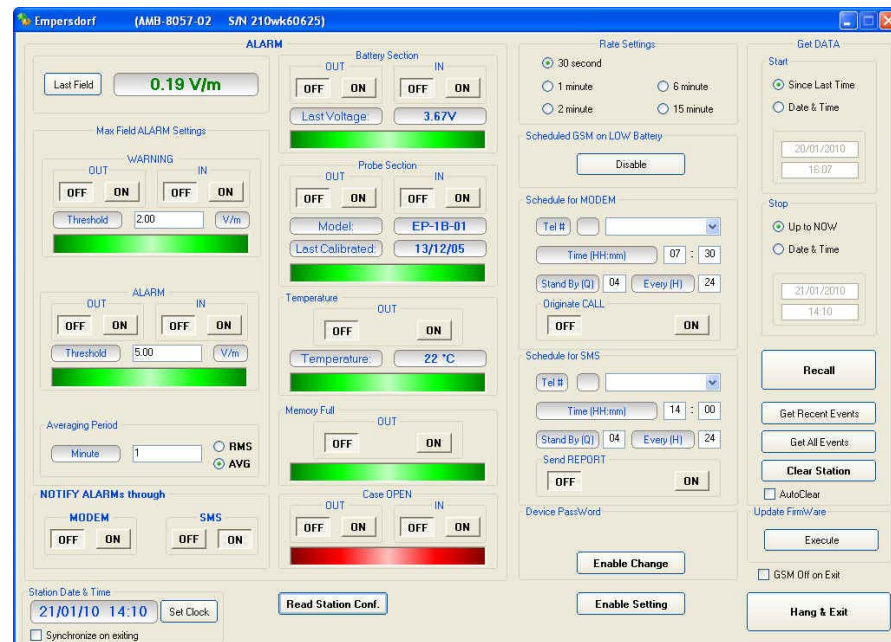 Empersdorf (AMB-8057-02 S/N 210wk60625)
ALARM
Last Field 0.19 V/m
Max Field ALARM Settings
WARNING
OUT IN
OFF ON OFF ON
Threshold 2.00 V/m
ALARM
OUT IN
OFF ON OFF ON
Threshold 5.00 V/m
Averaging Period
Minute 1 RMS
AVG
NOTIFY ALARMs through
MODEM SMS
OFF ON OFF ON
Station Date & Time
21/01/10 14:10 Set Clock
Synchronize on exiting
Battery Section
OUT IN
OFF ON OFF ON
Last Voltage: 3.67V
Probe Section
OUT IN
OFF ON OFF ON
Model: EP-1B-01
Last Calibrated: 13/12/05
Temperature
OUT
OFF ON
Temperature: 22 °C
Memory Full
OUT
OFF ON
Case OPEN
OUT IN
OFF ON OFF ON
Read Station Conf.
Rate Settings
30 second
1 minute 6 minute
2 minute 15 minute
Scheduled GSM on LOW Battery
Disable
Schedule for MODEM
Tel #
Time (HH:mm) 07 : 30
Stand By (Q) 04 Every (H) 24
Originate CALL
OFF ON
Schedule for SMS
Tel #
Time (HH:mm) 14 : 00
Stand By (Q) 04 Every (H) 24
Send REPORT
OFF ON
Device PassWord
Enable Change
Enable Setting
Get DATA
Start
Since Last Time
Date & Time
20/01/2010
16:07
Stop
Up to NOW
Date & Time
21/01/2010
14:10
Recall
Get Recent Events
Get All Events
Clear Station
AutoClear
Update FirmWare
Execute
GSM Off on Exit
Hang & Exit